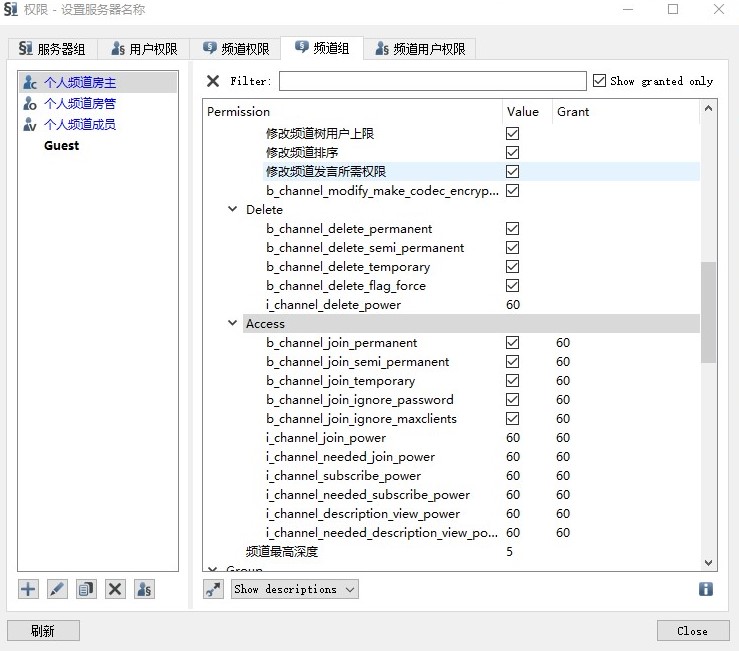 权限 - 设置服务器名称
服务器组 用户权限 频道权限 频道组 频道用户权限
个人频道房主
个人频道房管
个人频道成员
Guest
Filter: Show granted only
Permission Value Grant
修改频道树用户上限
修改频道排序
修改频道发言所需权限
b_channel_modify_make_codec_encryp...
Delete
b_channel_delete_permanent
b_channel_delete_semi_permanent
b_channel_delete_temporary
b_channel_delete_flag_force
i_channel_delete_power 60
Access
b_channel_join_permanent 60
b_channel_join_semi_permanent 60
b_channel_join_temporary 60
b_channel_join_ignore_password 60
b_channel_join_ignore_maxclients 60
i_channel_join_power 60 60
i_channel_needed_join_power 60 60
i_channel_subscribe_power 60 60
i_channel_needed_subscribe_power 60 60
i_channel_description_view_power 60 60
i_channel_needed_description_view_po... 60 60
频道最高深度 5
Group
Show descriptions
刷新 Close